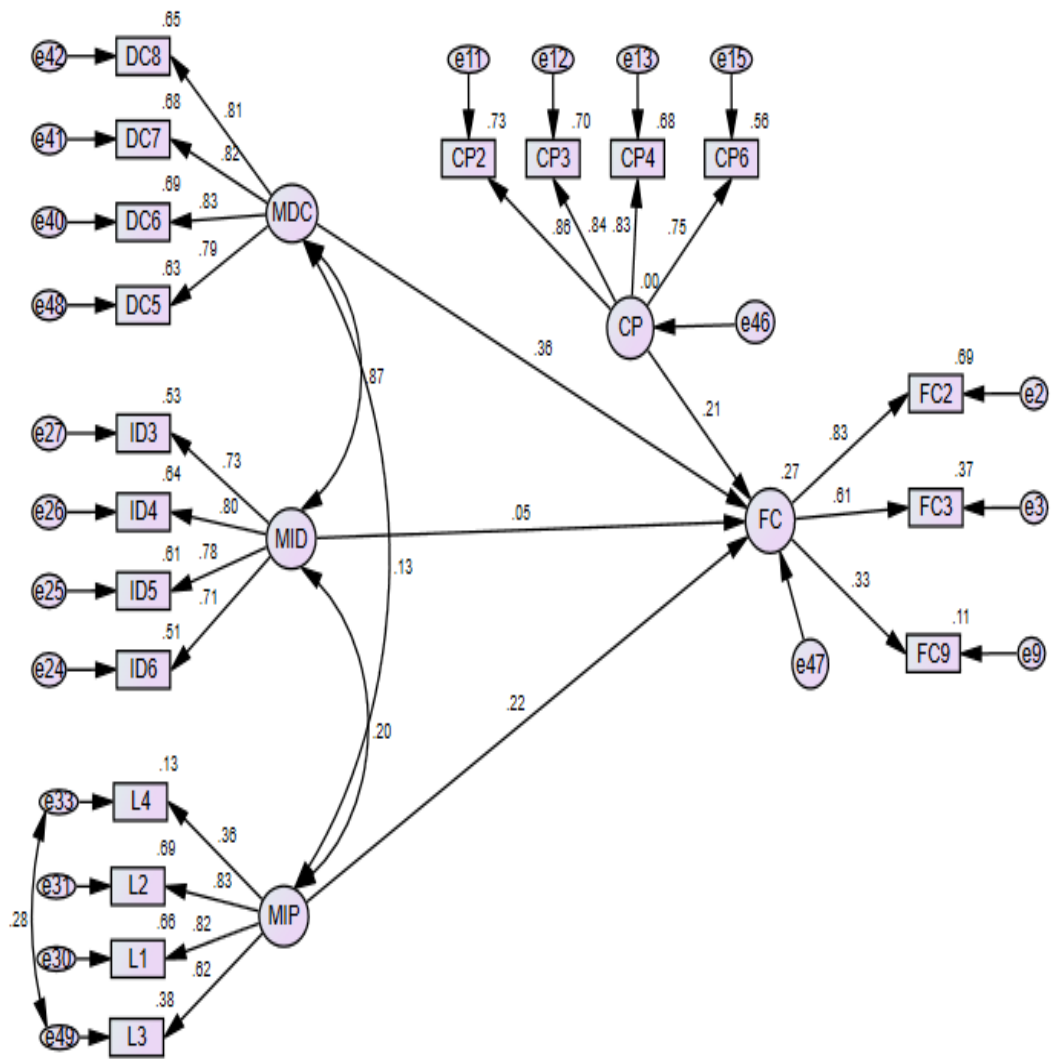 .65
e42 DC8
.81
.68
e41 DC7
.82
.69
e40 DC6
.83
MDC
.79
.63
e48 DC5
e11 e12 e13 e15
.73 .70 .68 .56
CP2 CP3 CP4 CP6
.86 .84 .83 .75
.00
CP e46
.36
.87
.21
.69
FC2 e2
.83
.53
e27 ID3
.73
.64
e26 ID4
.80
.61
e25 ID5
.78
.71
.51
e24 ID6
MID
.05
.27
FC
.37
.61
FC3 e3
.33
.11
FC9 e9
e47
.13
.22
.20
.13
e33 L4
.36
.69
e31 L2
.83
.28
.66
e30 L1
.82
MIP
.62
.38
e49 L3